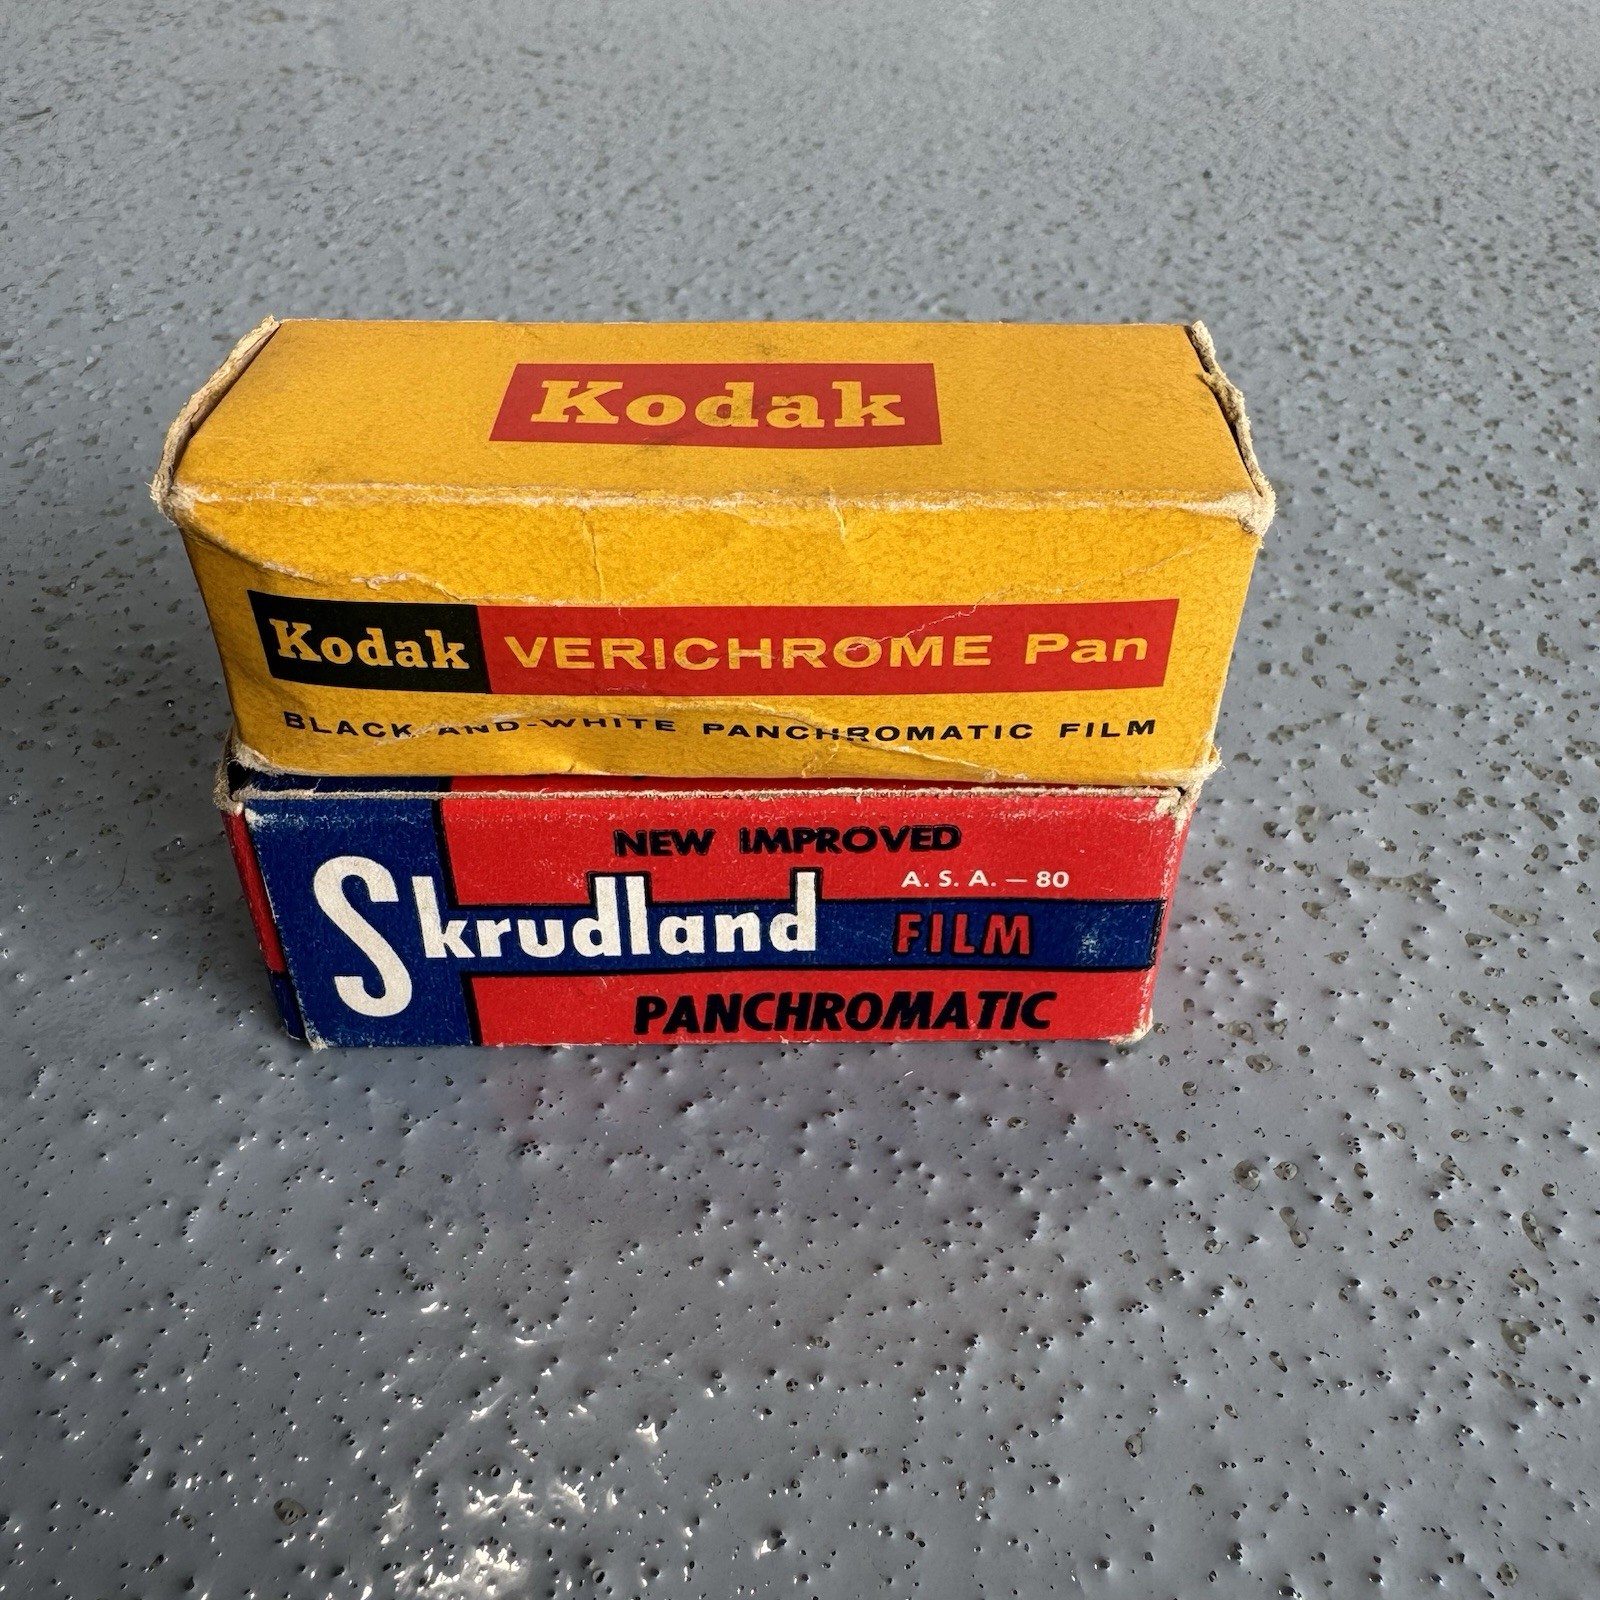 Kodak
Kodak VERICHROME Pan
BLACK-AND-WHITE PANCHROMATIC FILM
NEW IMPROVED
A. S. A. — 80
Skrudland FILM
PANCHROMATIC